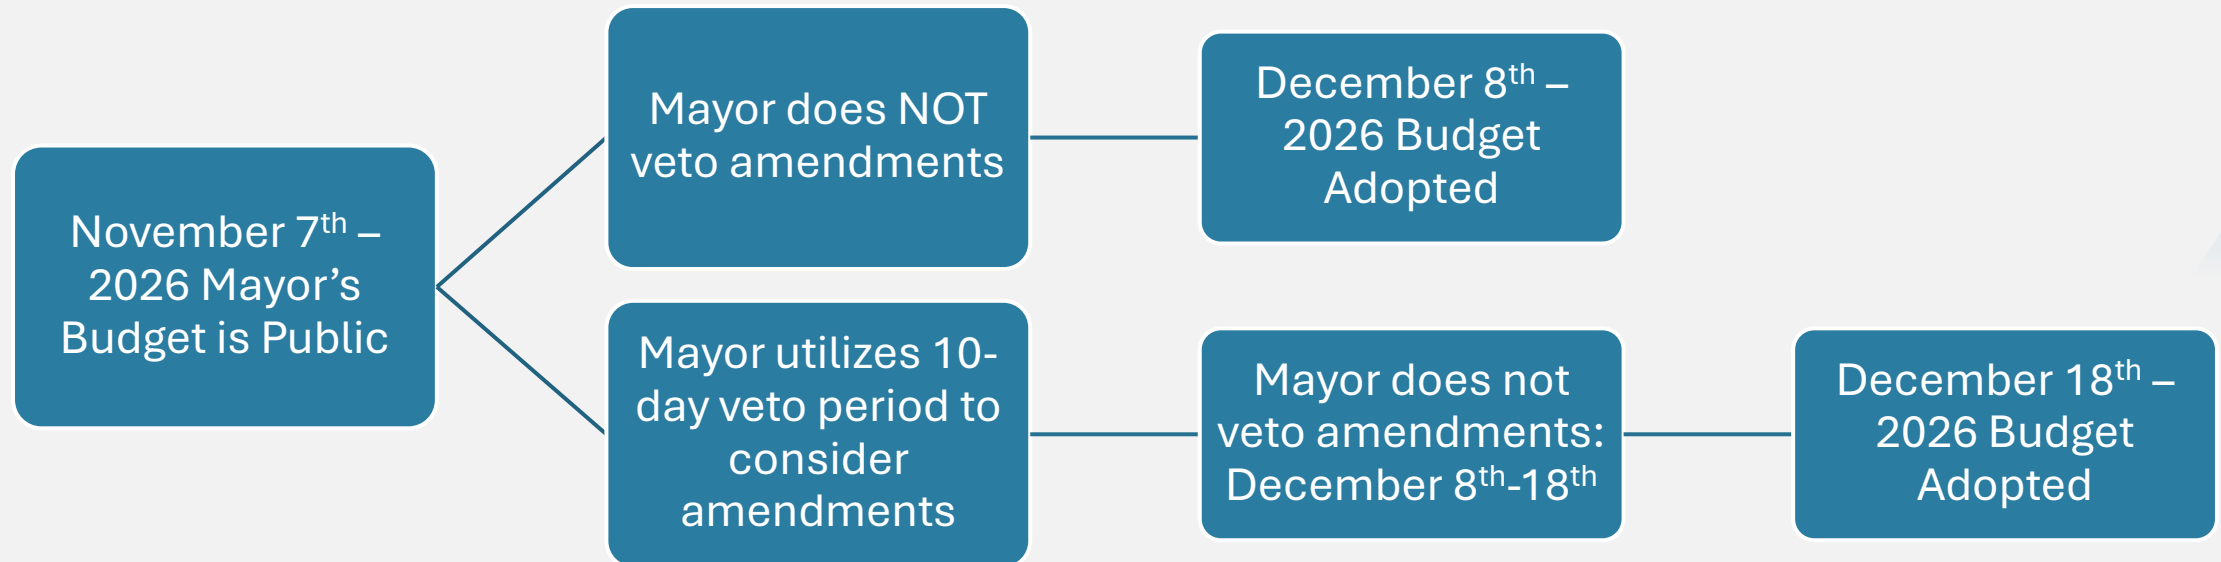 November 7th –
2026 Mayor’s
Budget is Public
Mayor does NOT
veto amendments
December 8th –
2026 Budget
Adopted
Mayor utilizes 10-
day veto period to
consider
amendments
Mayor does not
veto amendments:
December 8th-18th
December 18th –
2026 Budget
Adopted